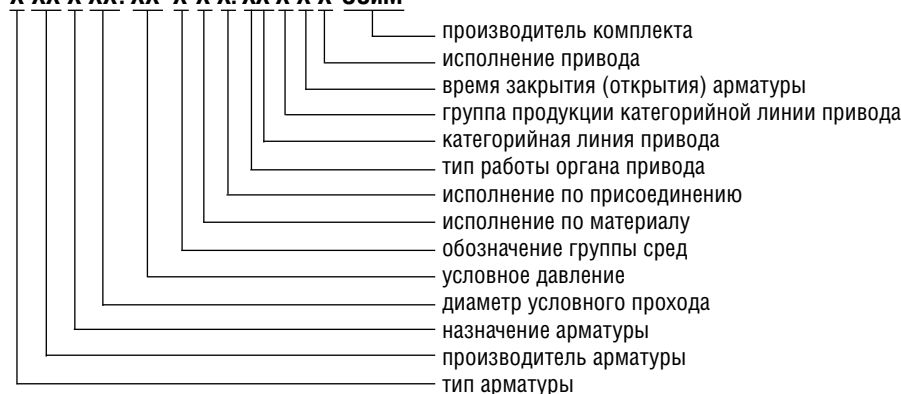 производитель комплекта
исполнение привода
время закрытия (открытия) арматуры
группа продукции категорийной линии привода
категорийная линия привода
тип работы органа привода
исполнение по присоединению
исполнение по материалу
обозначение группы сред
условное давление
диаметр условного прохода
назначение арматуры
производитель арматуры
тип арматуры